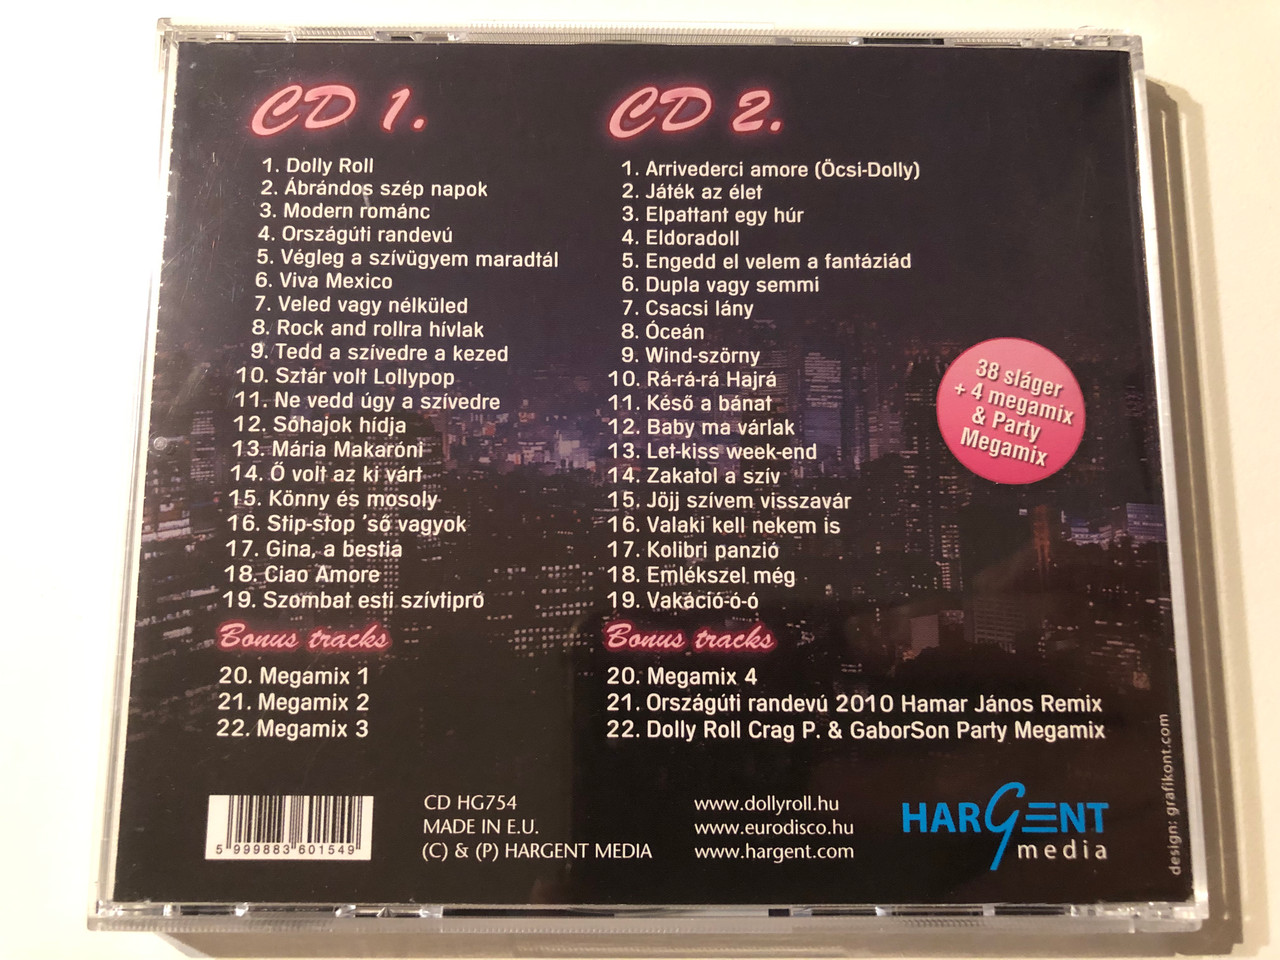 CD 1.
1. Dolly Roll
2. Ábrándos szép napok
3. Modern románc
4. Országúti randevú
5. Végleg a szívügyem maradtál
6. Viva Mexico
7. Veled vagy nélküled
8. Rock and rollra hívlak
9. Tedd a szívedre a kezed
10. Sztár volt Lollypop
11. Ne vedd úgy a szívedre
12. Sóhajok hídja
13. Mária Makaróni
14. Ő volt az ki várt
15. Könny és mosoly
16. Stip-stop 'ső vagyok
17. Gina, a bestia
18. Ciao Amore
19. Szombat esti szívtipró
Bonus tracks
20. Megamix 1
21. Megamix 2
22. Megamix 3
CD 2.
1. Arrivederci amore (Öcsi-Dolly)
2. Játék az élet
3. Elpattant egy húr
4. Eldoradoll
5. Engedd el velem a fantáziád
6. Dupla vagy semmi
7. Csacsi lány
8. Óceán
9. Wind-szörny
10. Rá-rá-rá Hajrá
11. Késő a bánat
12. Baby ma várlak
13. Let-kiss week-end
14. Zakatol a szív
15. Jöjj szívem visszavár
16. Valaki kell nekem is
17. Kolibri panzió
18. Emlékszel még
19. Vakáció-ó-ó
Bonus tracks
20. Megamix 4
21. Országúti randevú 2010 Hamar János Remix
22. Dolly Roll Crag P. & GaborSon Party Megamix
38 sláger
+ 4 megamix
& Party
Megamix
5 999883 601549
CD HG754
MADE IN E.U.
(C) & (P) HARGENT MEDIA
www.dollyroll.hu
www.eurodisco.hu
www.hargent.com
HARGENT
media
design: grafikont.com